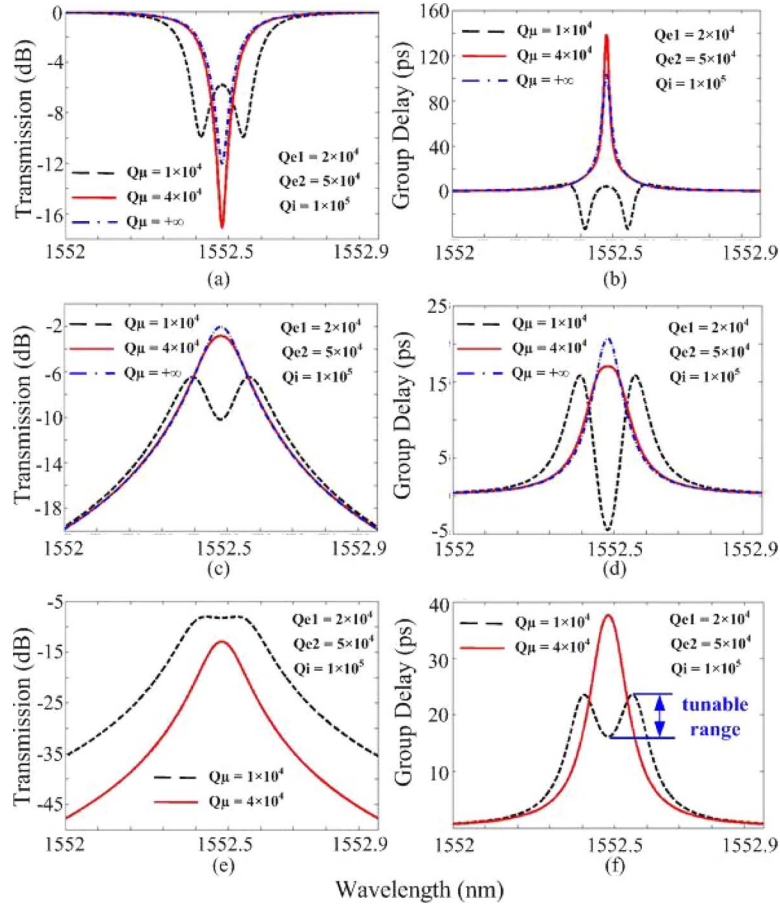 Transmission (dB)
0
-4
-8
-12
-16
Qμ = 1×10⁴
Qμ = 4×10⁴
Qμ = +∞
Qe1 = 2×10⁴
Qe2 = 5×10⁴
Qi = 1×10⁵
1552
1552.5
1552.9
(a)
Group Delay (ps)
160
140
120
100
80
60
40
20
0
Qμ = 1×10⁴
Qμ = 4×10⁴
Qμ = +∞
Qe1 = 2×10⁴
Qe2 = 5×10⁴
Qi = 1×10⁵
1552
1552.5
1552.9
(b)
Transmission (dB)
-2
-6
-10
-14
-18
Qμ = 1×10⁴
Qμ = 4×10⁴
Qμ = +∞
Qe1 = 2×10⁴
Qe2 = 5×10⁴
Qi = 1×10⁵
1552
1552.5
1552.9
(c)
Group Delay (ps)
25
15
5
-5
Qμ = 1×10⁴
Qμ = 4×10⁴
Qμ = +∞
Qe1 = 2×10⁴
Qe2 = 5×10⁴
Qi = 1×10⁵
1552
1552.5
1552.9
(d)
Transmission (dB)
-5
-15
-25
-35
-45
Qe1 = 2×10⁴
Qe2 = 5×10⁴
Qi = 1×10⁵
Qμ = 1×10⁴
Qμ = 4×10⁴
1552
1552.5
1552.9
(e)
Group Delay (ps)
40
30
20
10
Qμ = 1×10⁴
Qμ = 4×10⁴
Qe1 = 2×10⁴
Qe2 = 5×10⁴
Qi = 1×10⁵
tunable
range
1552
1552.5
1552.9
(f)
Wavelength (nm)